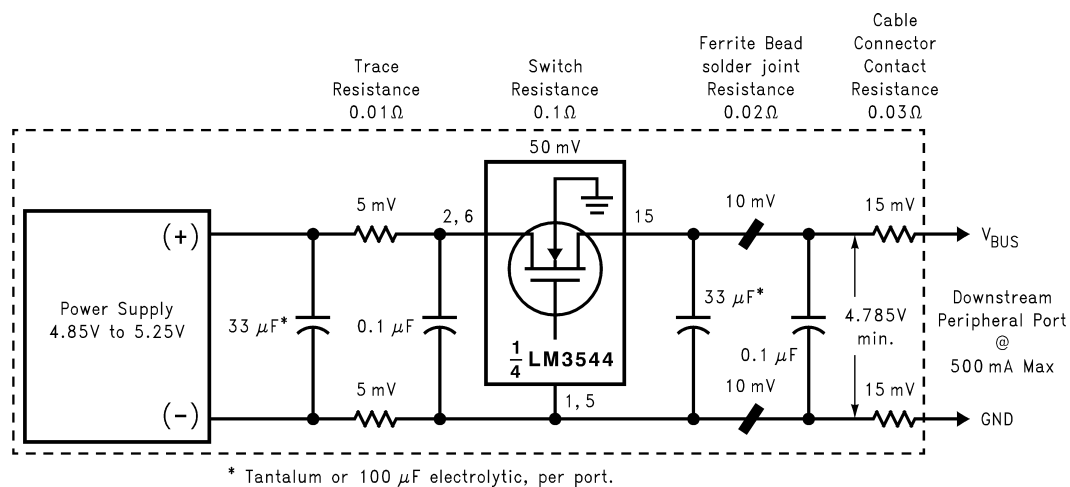 Trace
Resistance
0.01Ω
Switch
Resistance
0.1Ω
Ferrite Bead
solder joint
Resistance
0.02Ω
Cable
Connector
Contact
Resistance
0.03Ω
50 mV
5 mV
2, 6
15
10 mV
15 mV
(+)
VBUS
Power Supply
4.85V to 5.25V
33 µF*
0.1 µF
33 µF*
0.1 µF
4.785V
min.
Downstream
Peripheral Port
@
500 mA Max
1/4 LM3544
5 mV
1, 5
10 mV
15 mV
(-)
GND
* Tantalum or 100 µF electrolytic, per port.